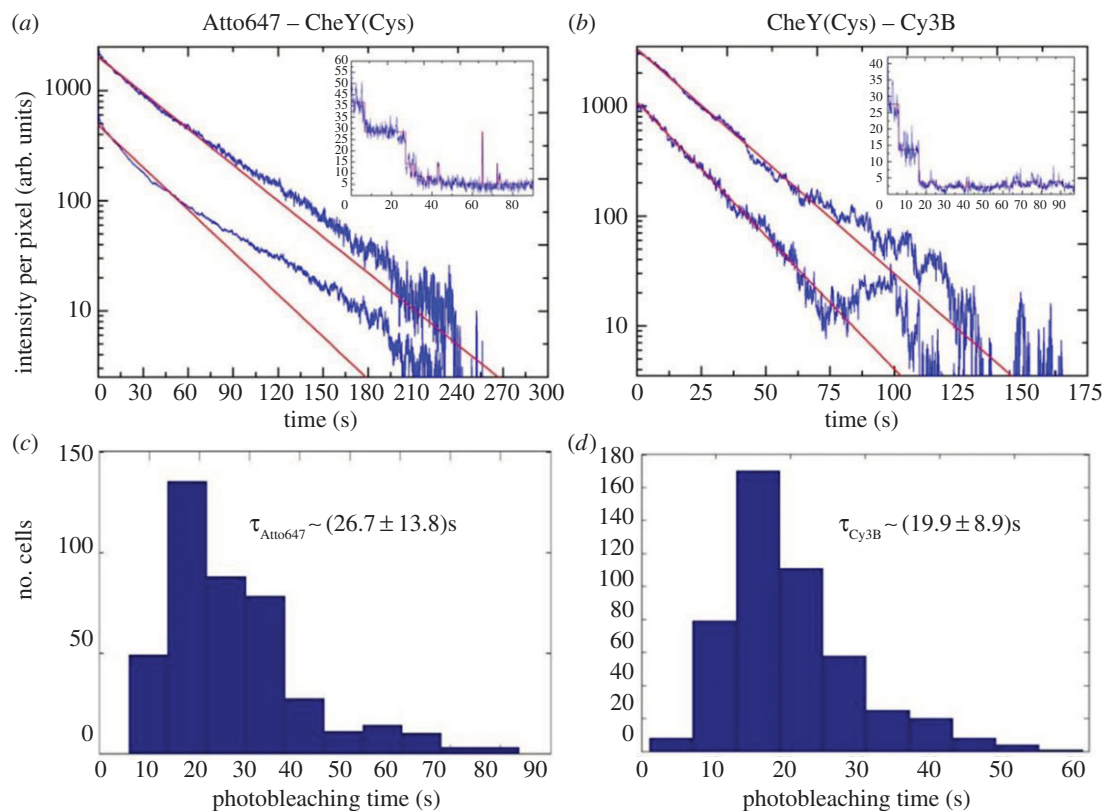 (a) Atto647 – CheY(Cys)
(b) CheY(Cys) – Cy3B
intensity per pixel (arb. units)
1000
100
10
0 30 60 90 120 150 180 210 240 270 300
time (s)
60
55
50
45
40
35
30
25
20
15
10
5
0 20 40 60 80
1000
100
10
0 25 50 75 100 125 150 175
time (s)
40
35
30
25
20
15
10
5
0 10 20 30 40 50 60 70 80 90
(c)
no. cells
150
100
50
0
τAtto647 ~ (26.7 ± 13.8)s
0 10 20 30 40 50 60 70 80 90
photobleaching time (s)
(d)
180
160
140
120
100
80
60
40
20
0
τCy3B ~ (19.9 ± 8.9)s
0 10 20 30 40 50 60
photobleaching time (s)